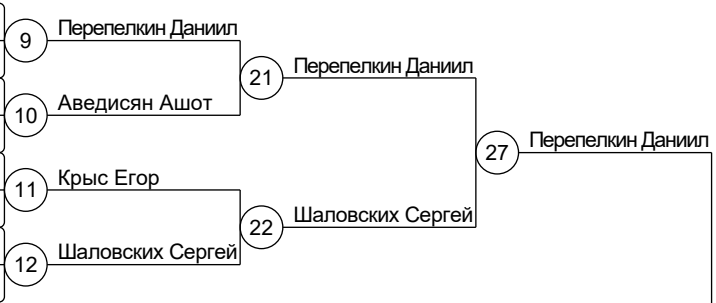 9 Перепелкин Даниил
21 Перепелкин Даниил
10 Аведисян Ашот
27 Перепелкин Даниил
11 Крыс Егор
22 Шаловских Сергей
12 Шаловских Сергей